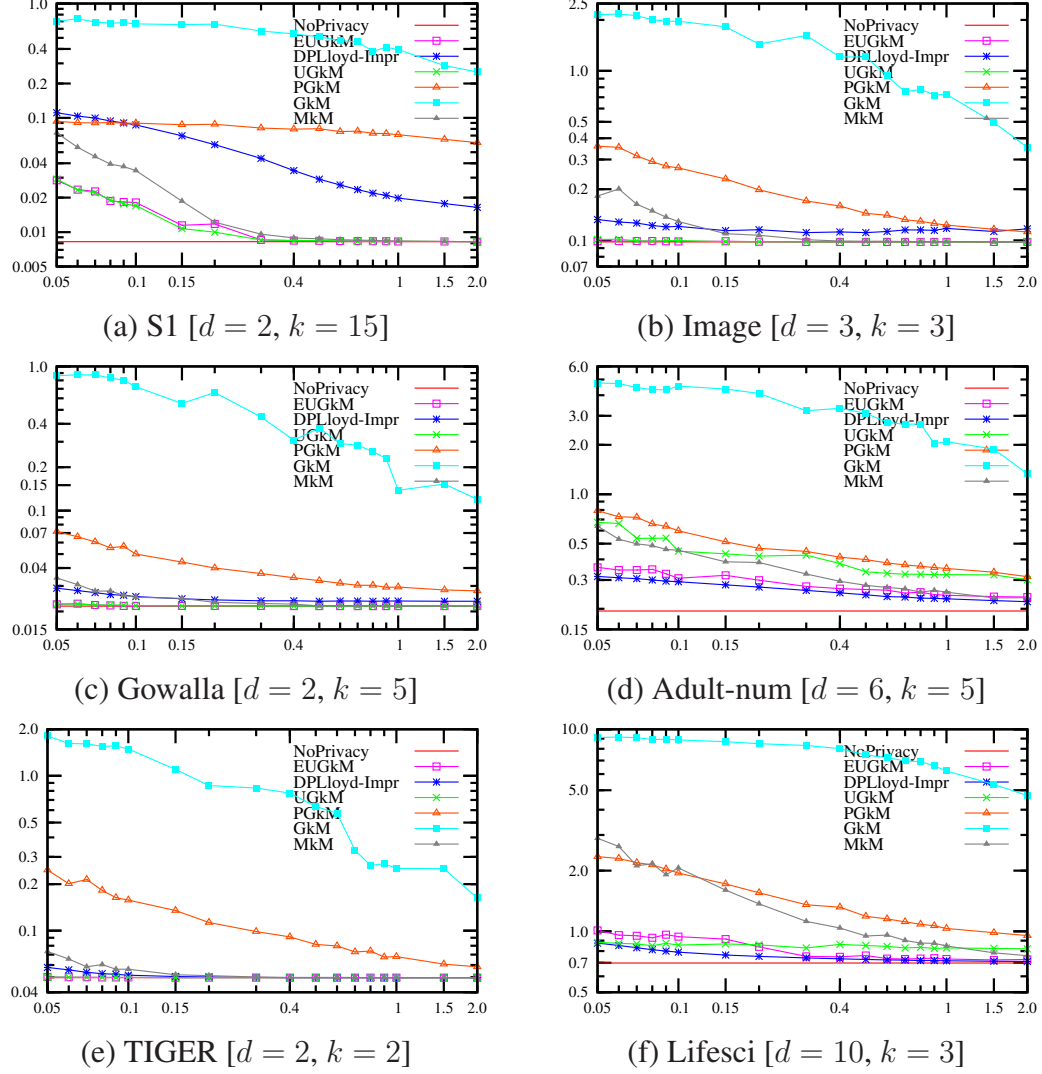 1.0
0.4
0.1
0.04
0.01
0.005
0.05
0.1
0.15
0.4
1
2.0
NoPrivacy
EUGkM
DPLloyd-Impr
UGkM
PGkM
GkM
MkM
(a) S1 [d = 2, k = 15]
2.5
1.0
0.5
0.3
0.2
0.1
0.07
0.05
0.1
0.15
0.4
1
1.5
2.0
NoPrivacy
EUGkM
DPLloyd-Impr
UGkM
PGkM
GkM
MkM
(b) Image [d = 3, k = 3]
1.0
0.4
0.2
0.15
0.1
0.07
0.04
0.015
0.05
0.1
0.15
0.4
1
1.5
2.0
NoPrivacy
EUGkM
DPLloyd-Impr
UGkM
PGkM
GkM
MkM
(c) Gowalla [d = 2, k = 5]
6.0
3.0
2.0
1.0
0.5
0.3
0.15
0.05
0.1
0.15
0.4
1
1.5
2.0
NoPrivacy
EUGkM
DPLloyd-Impr
UGkM
PGkM
GkM
MkM
(d) Adult-num [d = 6, k = 5]
2.0
1.0
0.5
0.3
0.1
0.04
0.05
0.1
0.15
0.4
1
1.5
2.0
NoPrivacy
EUGkM
DPLloyd-Impr
UGkM
PGkM
GkM
MkM
(e) TIGER [d = 2, k = 2]
10.0
5.0
2.0
1.0
0.7
0.5
0.05
0.1
0.15
0.4
1
1.5
2.0
NoPrivacy
EUGkM
DPLloyd-Impr
UGkM
PGkM
GkM
MkM
(f) Lifesci [d = 10, k = 3]